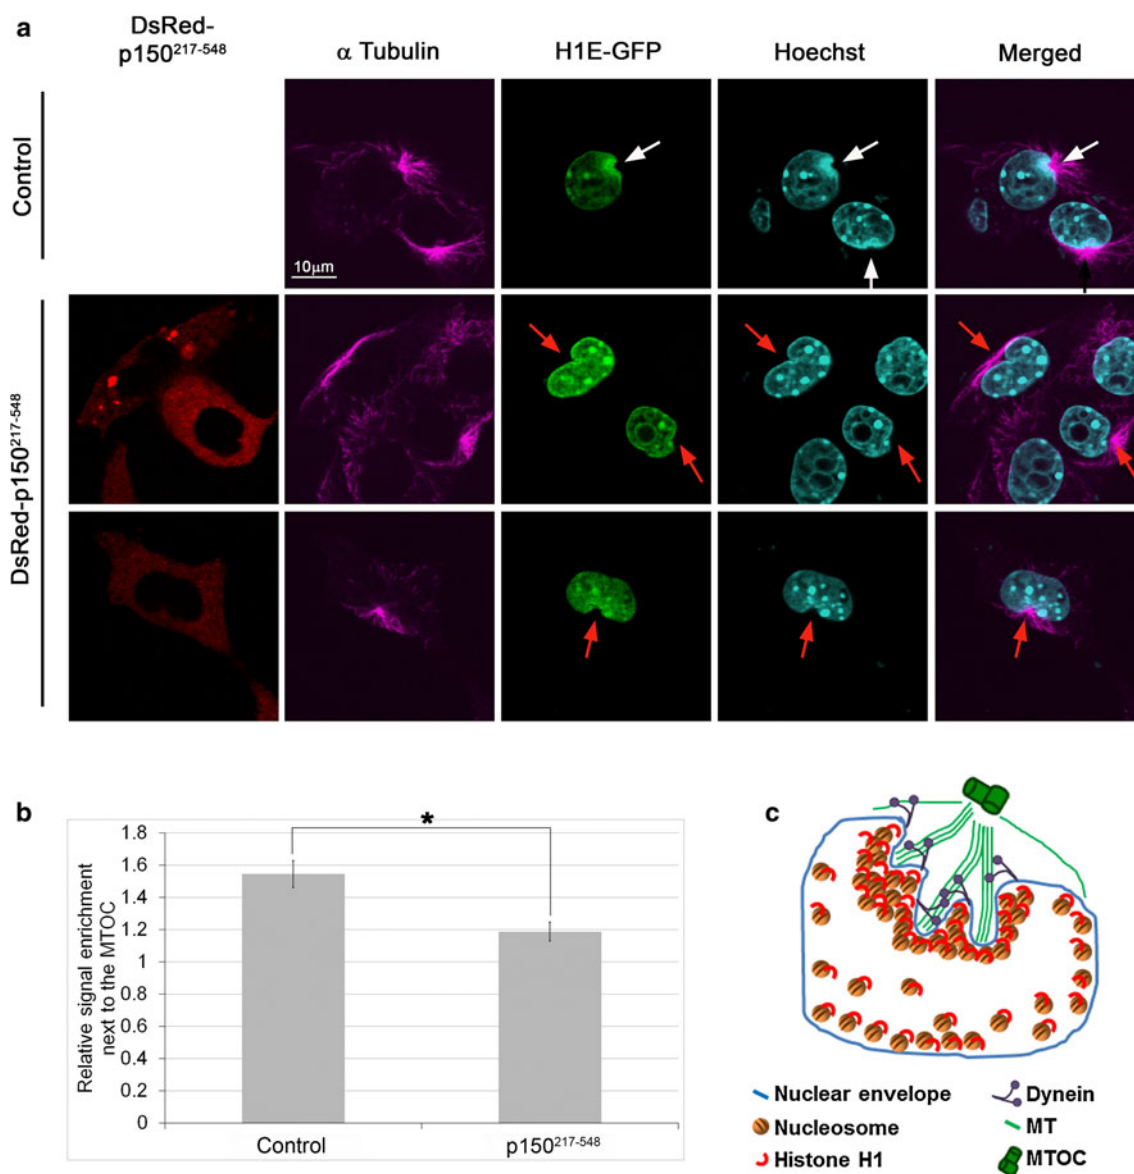 a
DsRed-
p150²¹⁷⁻⁵⁴⁸
α Tubulin
H1E-GFP
Hoechst
Merged
Control
10µm
DsRed-p150²¹⁷⁻⁵⁴⁸
b
Relative signal enrichment
next to the MTOC
1.8
1.6
1.4
1.2
1
0.8
0.6
0.4
0.2
0
*
Control
p150²¹⁷⁻⁵⁴⁸
c
Nuclear envelope
Nucleosome
Histone H1
Dynein
MT
MTOC